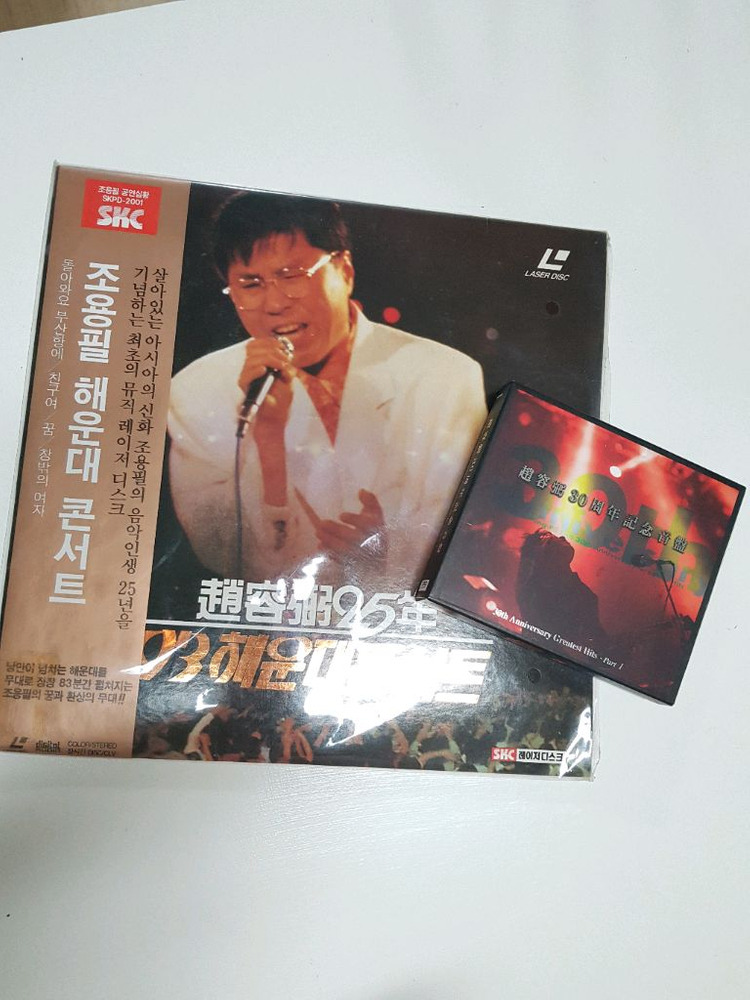 조용필 공연실황
SKPD-2001
SKC
살아있는 아시아의 신화 조용필의 음악인생 25년을
기념하는 최초의 뮤직 레이저 디스크
조용필 해운대 콘서트
돌아와요 부산항에/친구여/꿈/창밖의 여자
낭만이 넘치는 해운대를
무대로 장장 83분간 펼쳐지는
조용필의 꿈과 환상의 무대!!
COLOR/STEREO
LASER DISC
趙容弼25年
'93 해운대
트
SKC 레이저디스크
30th
趙容弼30周年記念音盤
30th Anniversary Greatest Hits - Part 1